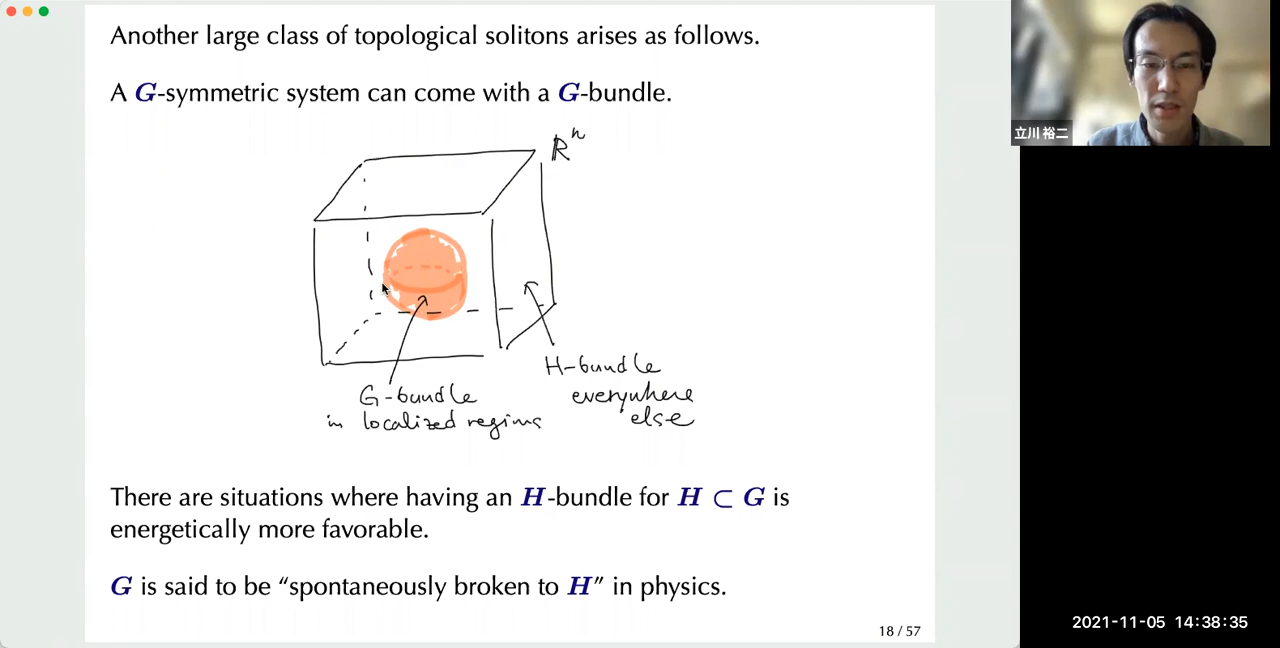 Another large class of topological solitons arises as follows.
A G-symmetric system can come with a G-bundle.
立川 裕二
R^n
H-bundle
everywhere
else
G-bundle
in localized regions
There are situations where having an H-bundle for H ⊂ G is
energetically more favorable.
G is said to be “spontaneously broken to H” in physics.
18 / 57
2021-11-05 14:38:35